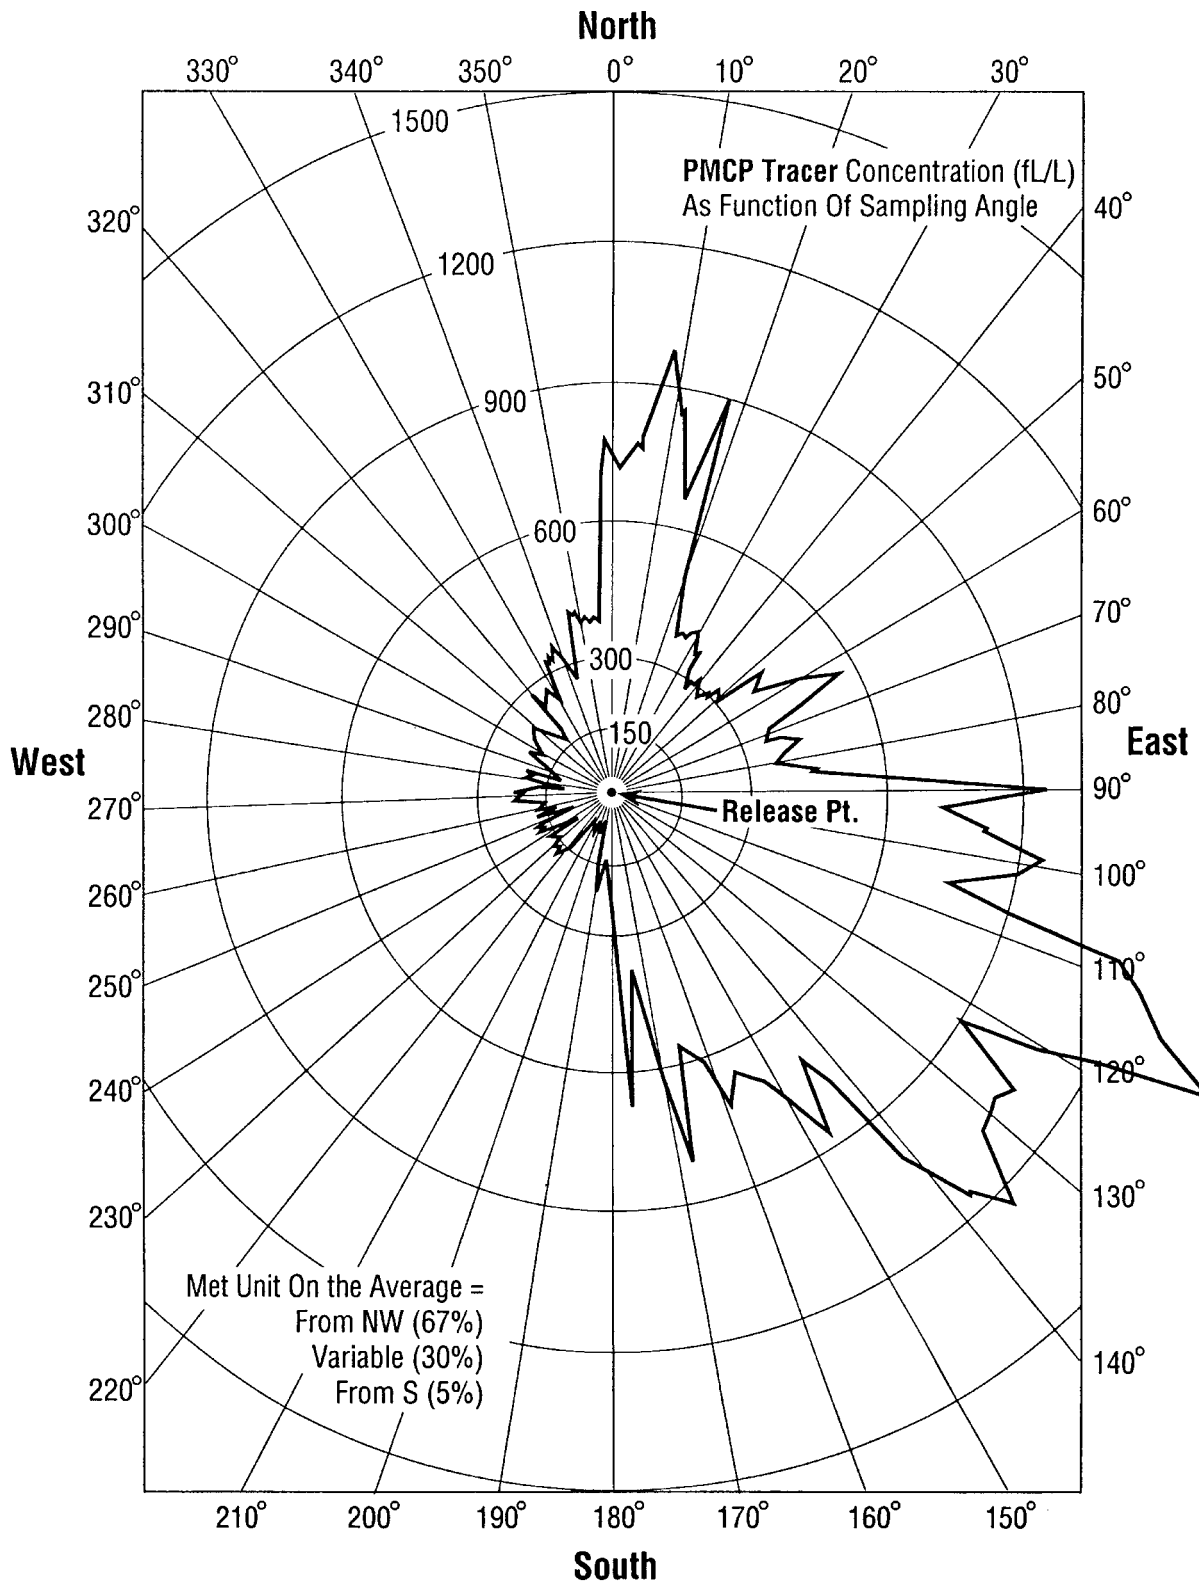 North
330° 340° 350° 0° 10° 20° 30°
1500
PMCP Tracer Concentration (fL/L)
As Function Of Sampling Angle
320° 40°
1200
310° 50°
900
300° 600 60°
290° 300 70°
280° 150 80°
West East
270° Release Pt. 90°
260° 100°
250° 110°
240° 120°
230° 130°
Met Unit On the Average =
From NW (67%)
Variable (30%)
From S (5%)
220° 140°
210° 200° 190° 180° 170° 160° 150°
South